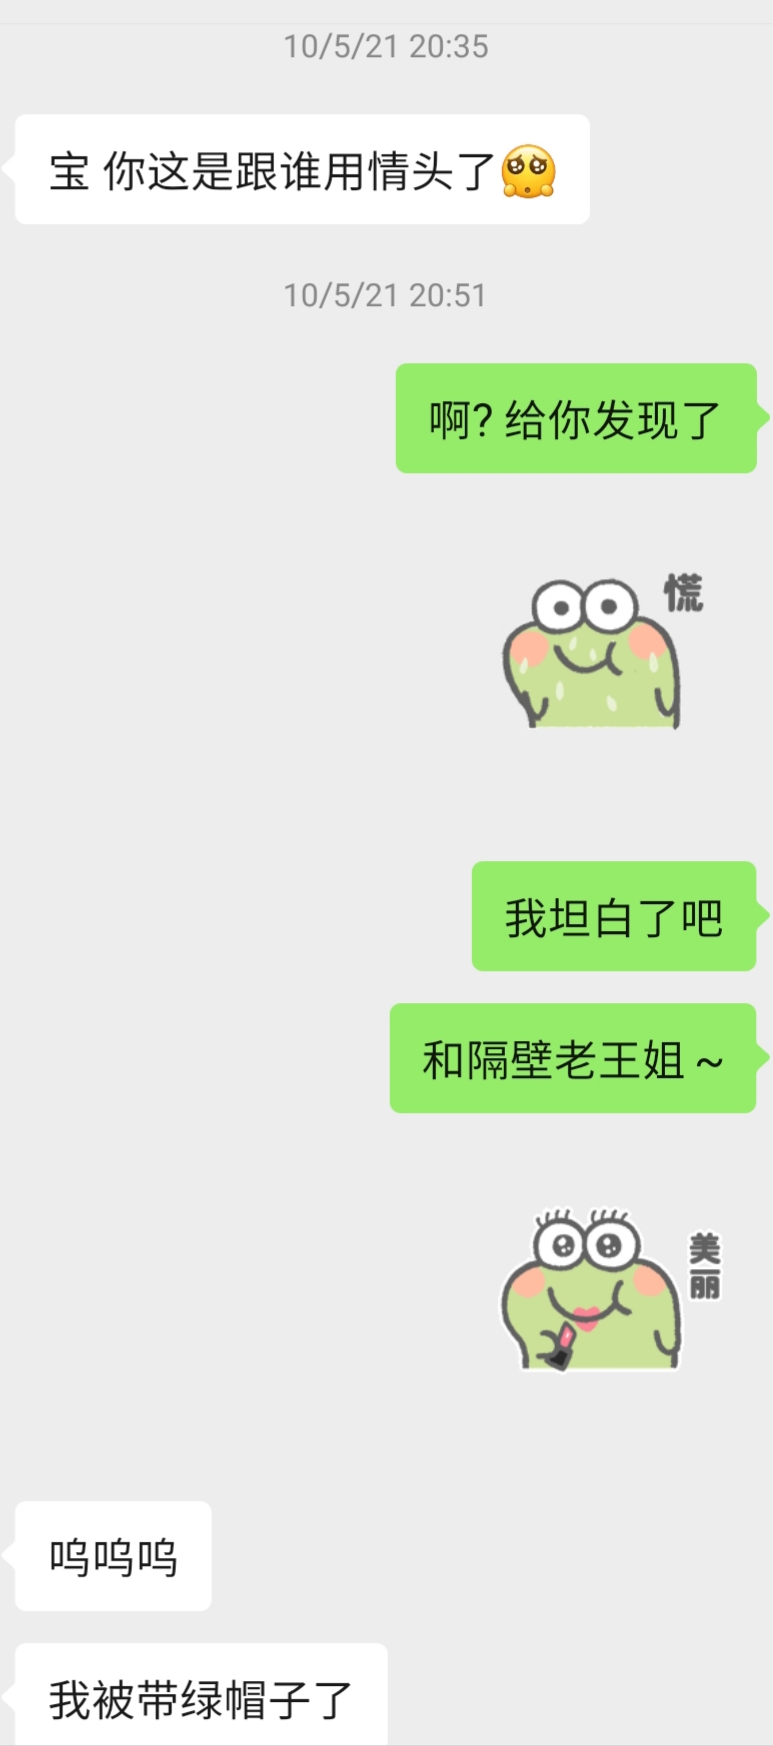 10/5/21 20:35
宝 你这是跟谁用情头了🥺
10/5/21 20:51
啊? 给你发现了
慌
我坦白了吧
和隔壁老王姐～
美丽
呜呜呜
我被带绿帽子了